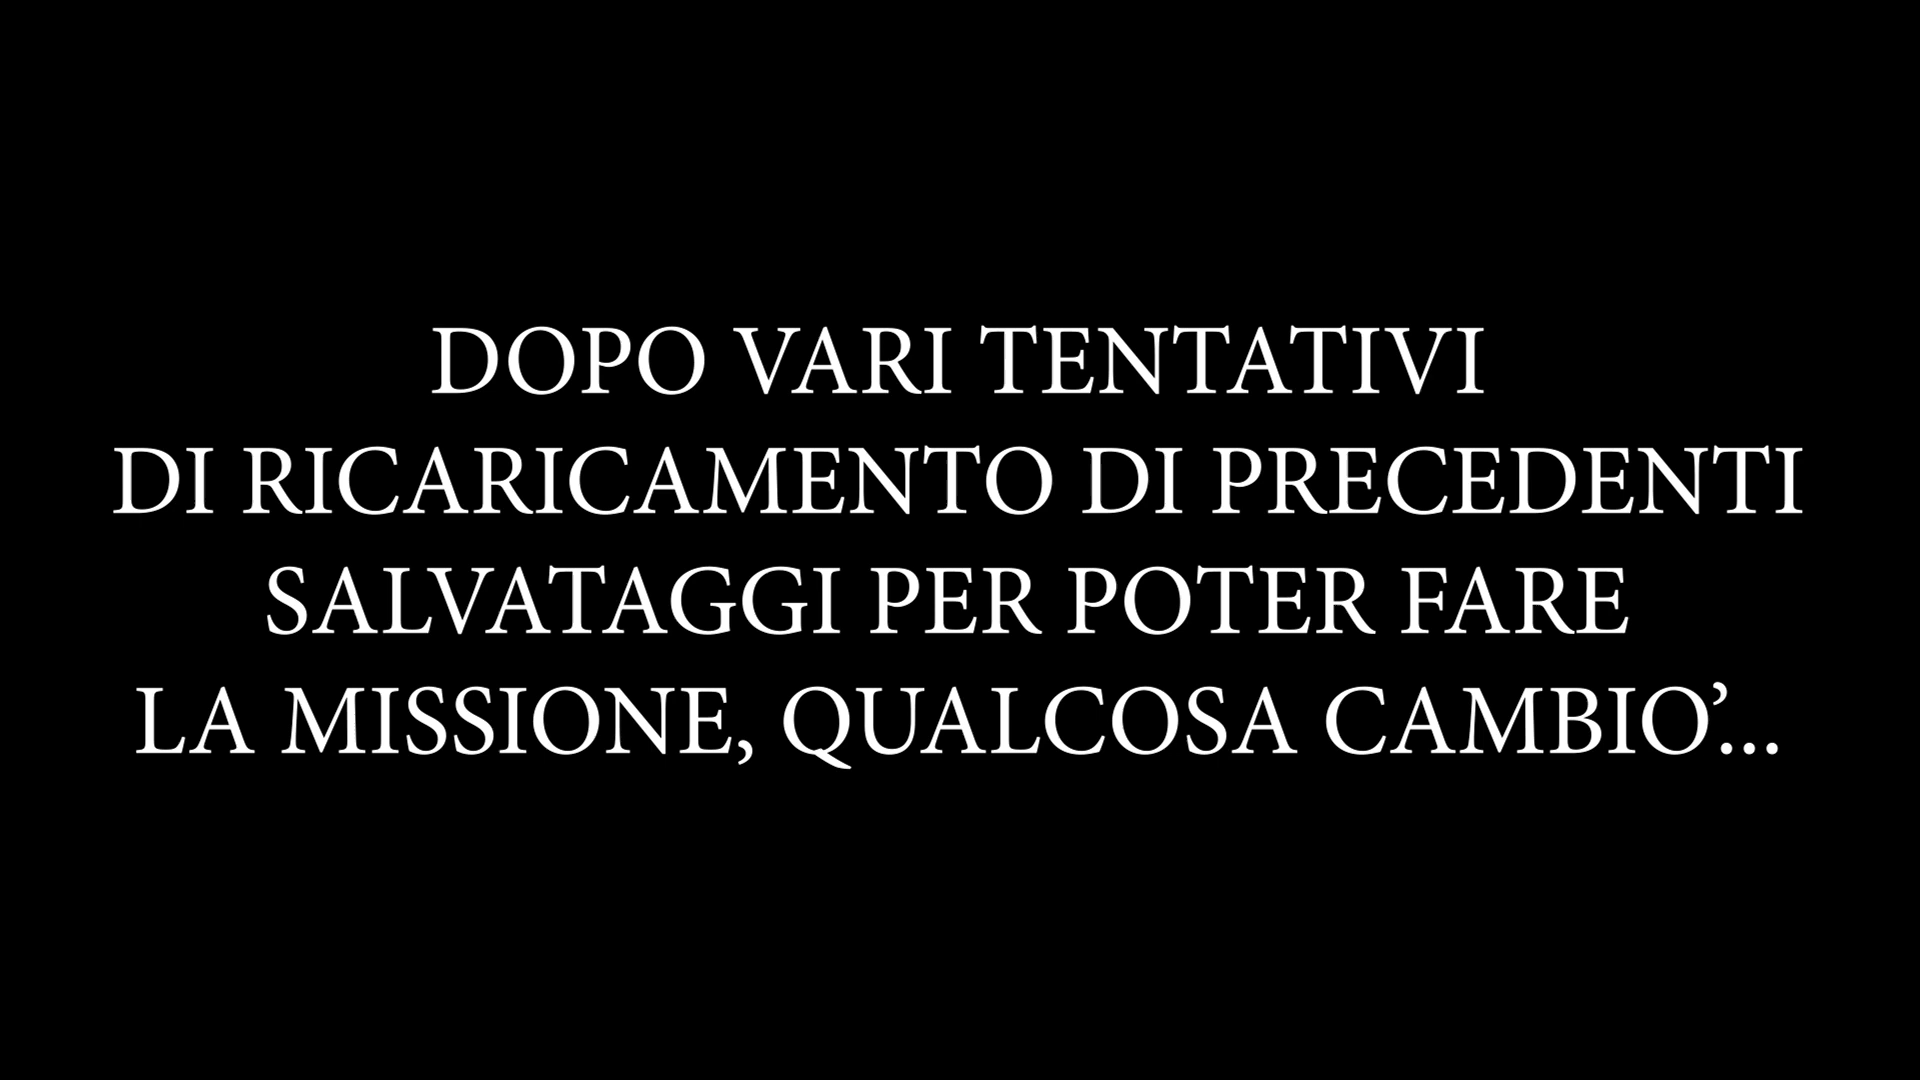 DOPO VARI TENTATIVI
DI RICARICAMENTO DI PRECEDENTI
SALVATAGGI PER POTER FARE
LA MISSIONE, QUALCOSA CAMBIO’...